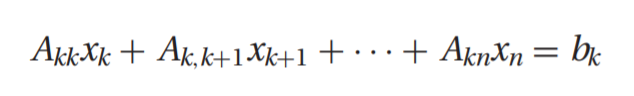 Aₖₖxₖ + Aₖ,ₖ₊₁xₖ₊₁ + ⋯ + Aₖₙxₙ = bₖ